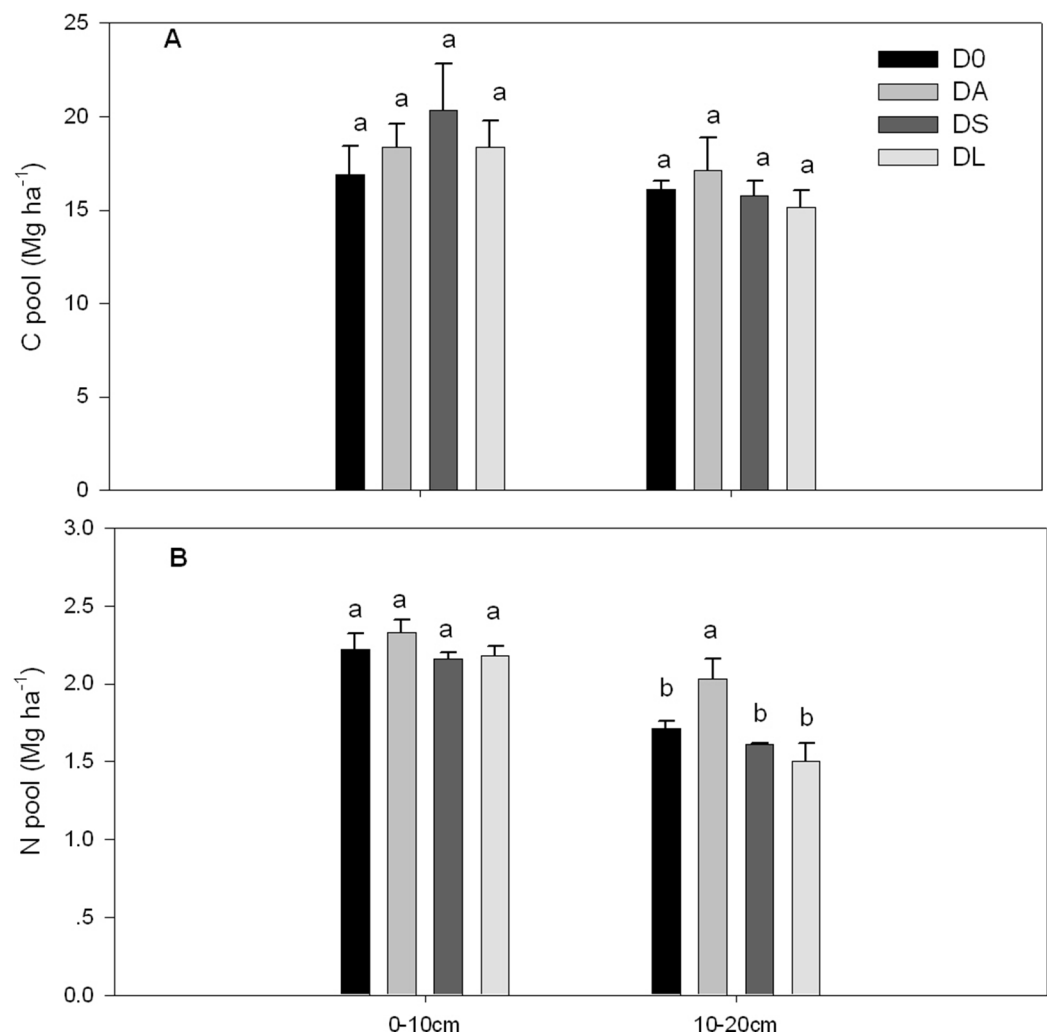 A
C pool (Mg ha⁻¹)
25
20
15
10
5
0
a a a a
a a a a
D0
DA
DS
DL
B
N pool (Mg ha⁻¹)
3.0
2.5
2.0
1.5
1.0
.5
0.0
a a a a
b a b b
0-10cm 10-20cm